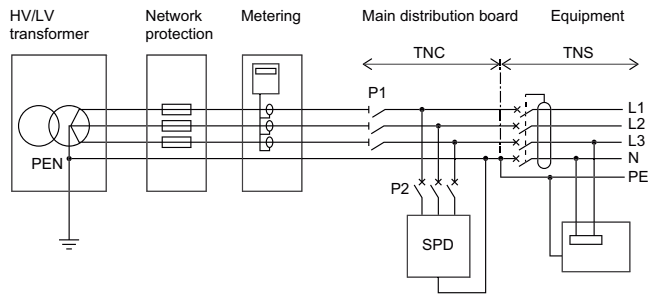 HV/LV
transformer
Network
protection
Metering
Main distribution board
Equipment
TNC
TNS
P1
L1
L2
L3
N
PE
PEN
P2
SPD